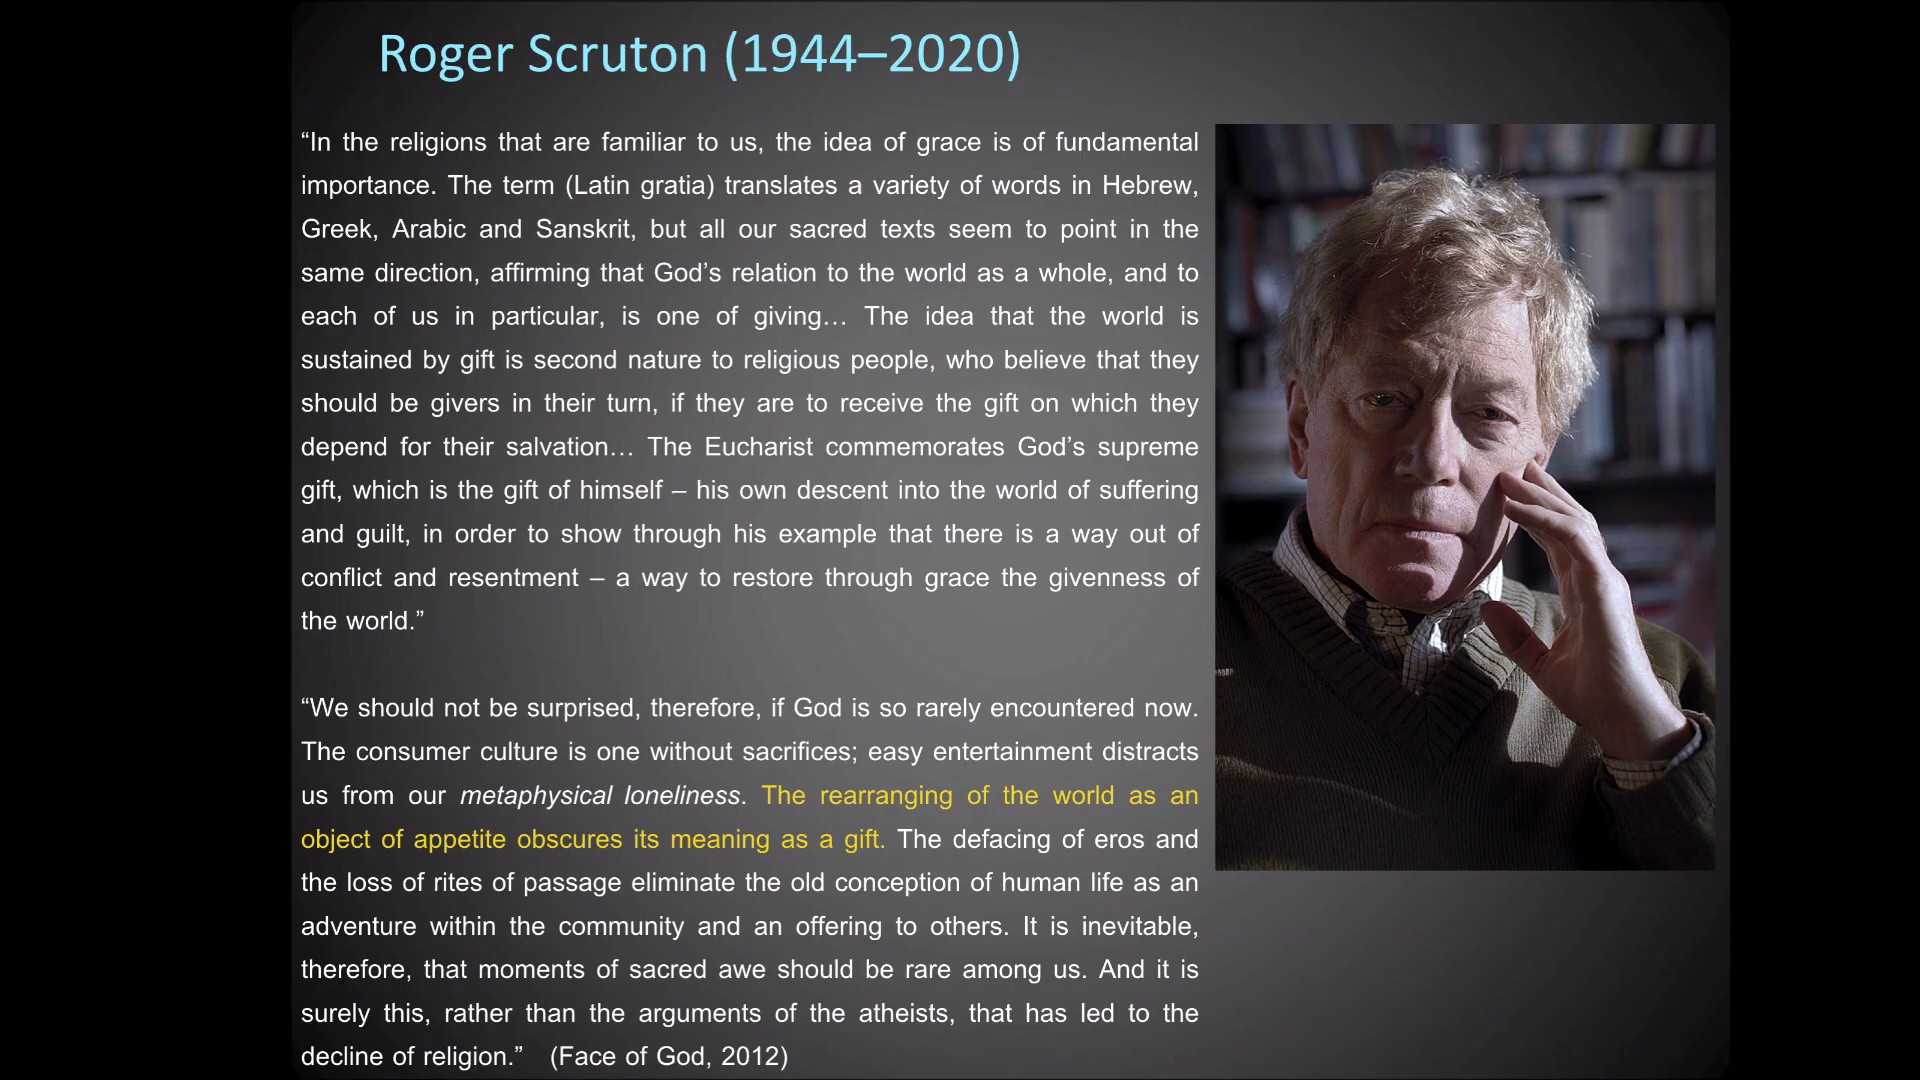 Roger Scruton (1944–2020)
“In the religions that are familiar to us, the idea of grace is of fundamental
importance. The term (Latin gratia) translates a variety of words in Hebrew,
Greek, Arabic and Sanskrit, but all our sacred texts seem to point in the
same direction, affirming that God’s relation to the world as a whole, and to
each of us in particular, is one of giving… The idea that the world is
sustained by gift is second nature to religious people, who believe that they
should be givers in their turn, if they are to receive the gift on which they
depend for their salvation… The Eucharist commemorates God’s supreme
gift, which is the gift of himself – his own descent into the world of suffering
and guilt, in order to show through his example that there is a way out of
conflict and resentment – a way to restore through grace the givenness of
the world.”
“We should not be surprised, therefore, if God is so rarely encountered now.
The consumer culture is one without sacrifices; easy entertainment distracts
us from our metaphysical loneliness. The rearranging of the world as an
object of appetite obscures its meaning as a gift. The defacing of eros and
the loss of rites of passage eliminate the old conception of human life as an
adventure within the community and an offering to others. It is inevitable,
therefore, that moments of sacred awe should be rare among us. And it is
surely this, rather than the arguments of the atheists, that has led to the
decline of religion.” (Face of God, 2012)